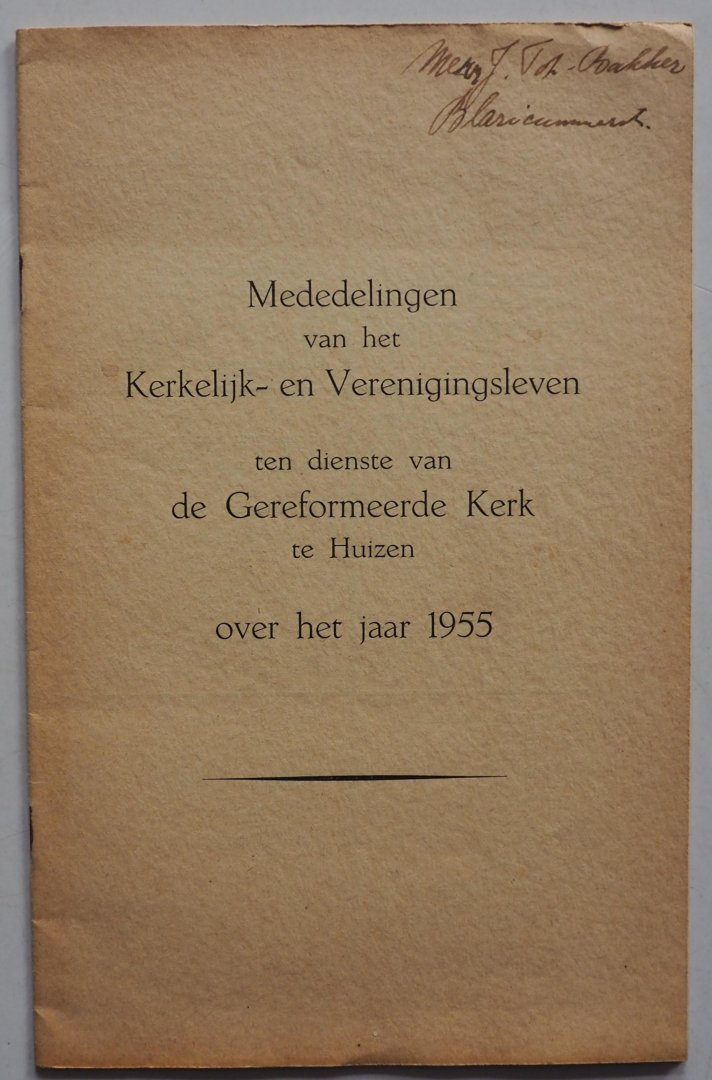 J. Bakker
Blaricummerst.
Mededelingen
van het
Kerkelijk- en Verenigingsleven
ten dienste van
de Gereformeerde Kerk
te Huizen
over het jaar 1955